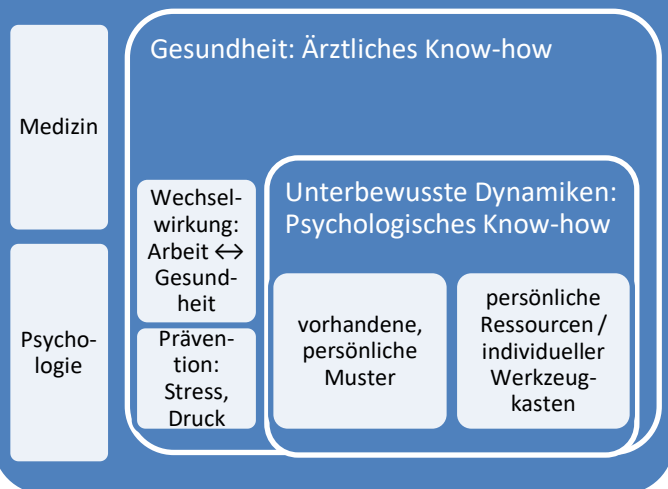 Medizin
Psycho-
logie
Gesundheit: Ärztliches Know-how
Wechsel-
wirkung:
Arbeit ↔
Gesund-
heit
Präven-
tion:
Stress,
Druck
Unterbewusste Dynamiken:
Psychologisches Know-how
vorhandene,
persönliche
Muster
persönliche
Ressourcen /
individueller
Werkzeug-
kasten